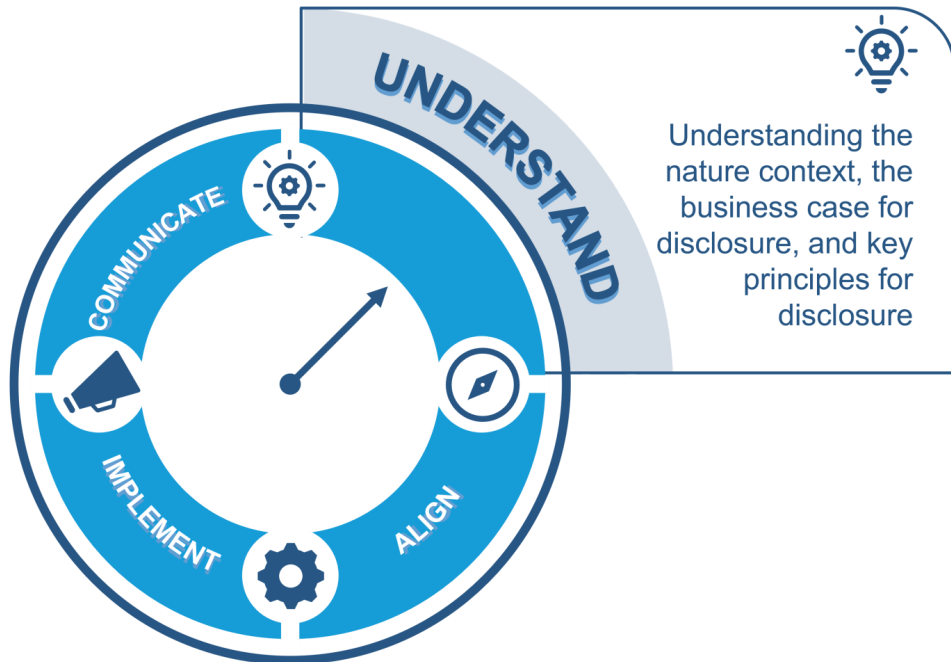 UNDERSTAND
Understanding the
nature context, the
business case for
disclosure, and key
principles for
disclosure
COMMUNICATE
IMPLEMENT
ALIGN